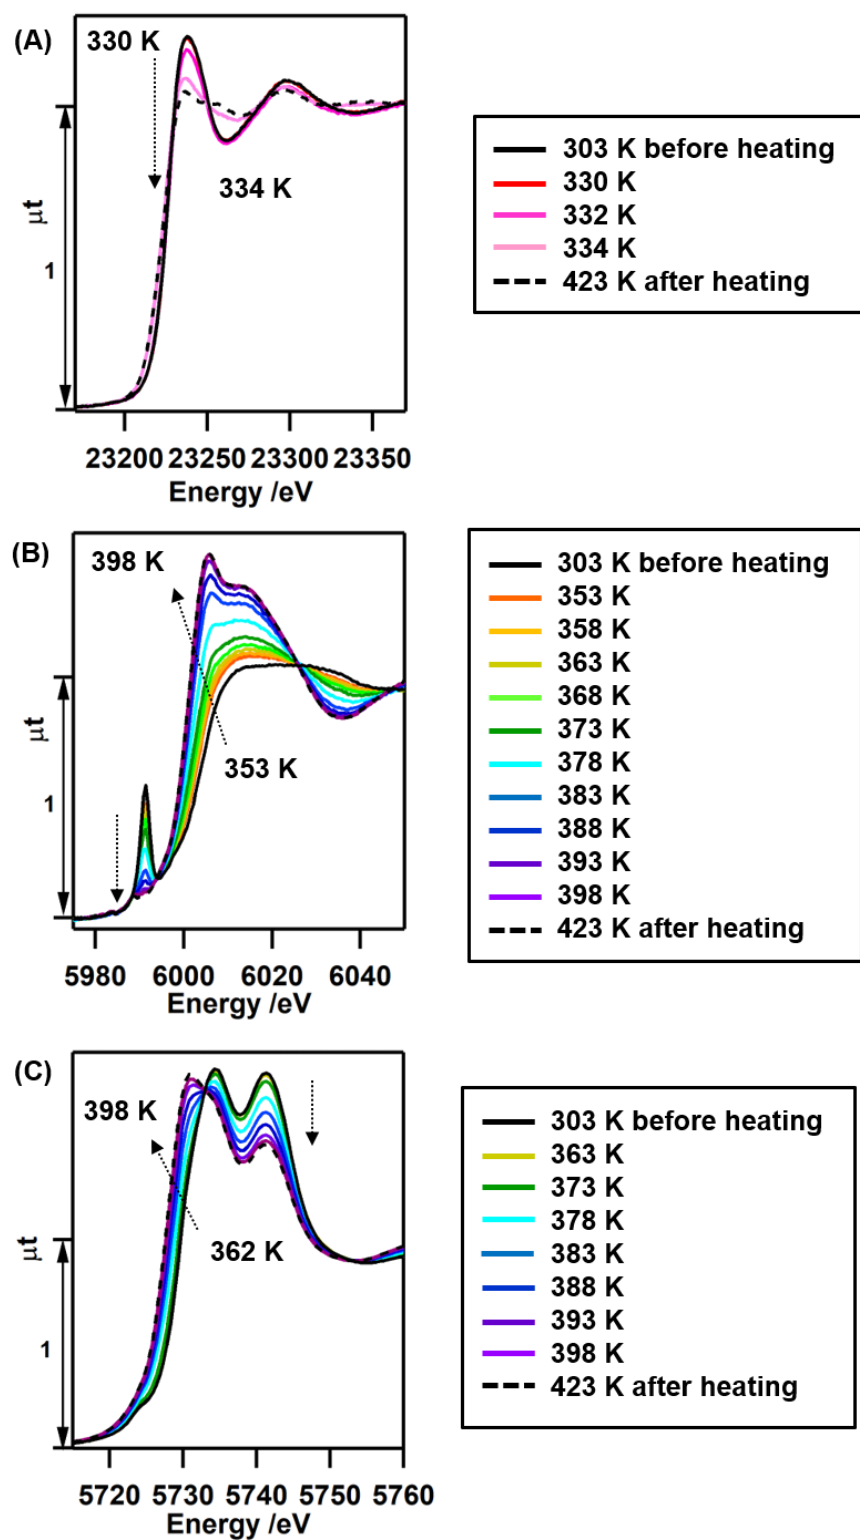 (A)
330 K
334 K
μt
1
23200 23250 23300 23350
Energy /eV
303 K before heating
330 K
332 K
334 K
423 K after heating
(B)
398 K
353 K
μt
1
5980 6000 6020 6040
Energy /eV
303 K before heating
353 K
358 K
363 K
368 K
373 K
378 K
383 K
388 K
393 K
398 K
423 K after heating
(C)
398 K
362 K
μt
1
5720 5730 5740 5750 5760
Energy /eV
303 K before heating
363 K
373 K
378 K
383 K
388 K
393 K
398 K
423 K after heating